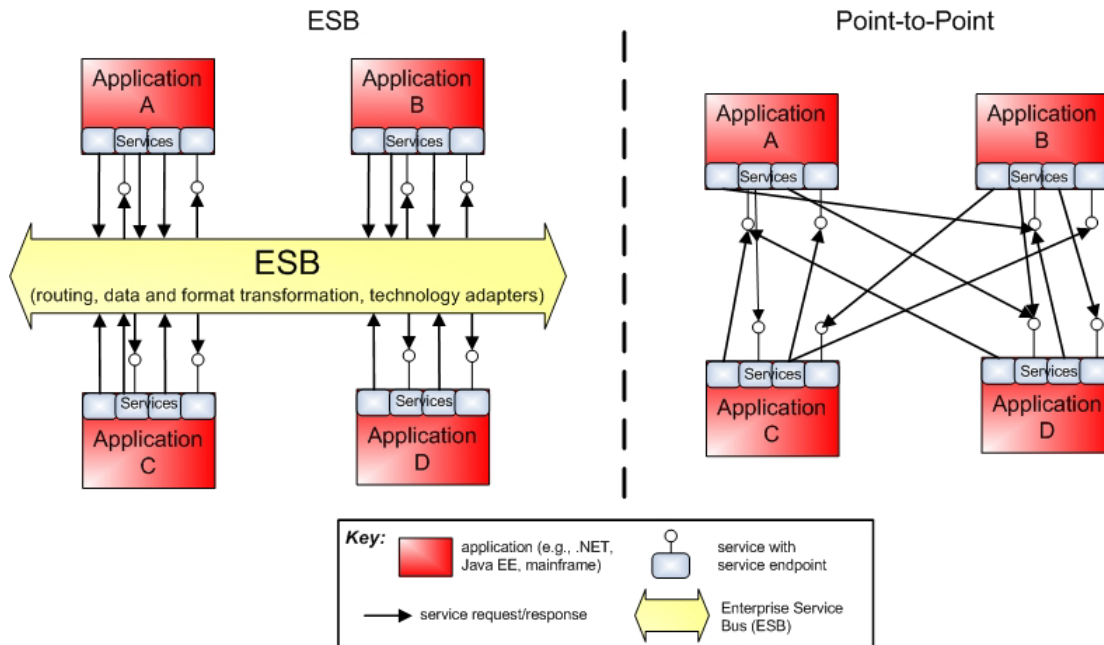 ESB
Point-to-Point
Application
A
Services
Application
B
Services
Application
A
Services
Application
B
Services
ESB
(routing, data and format transformation, technology adapters)
Services
Application
C
Services
Application
D
Services
Application
C
Services
Application
D
Key:
application (e.g., .NET,
Java EE, mainframe)
service with
service endpoint
service request/response
Enterprise Service
Bus (ESB)